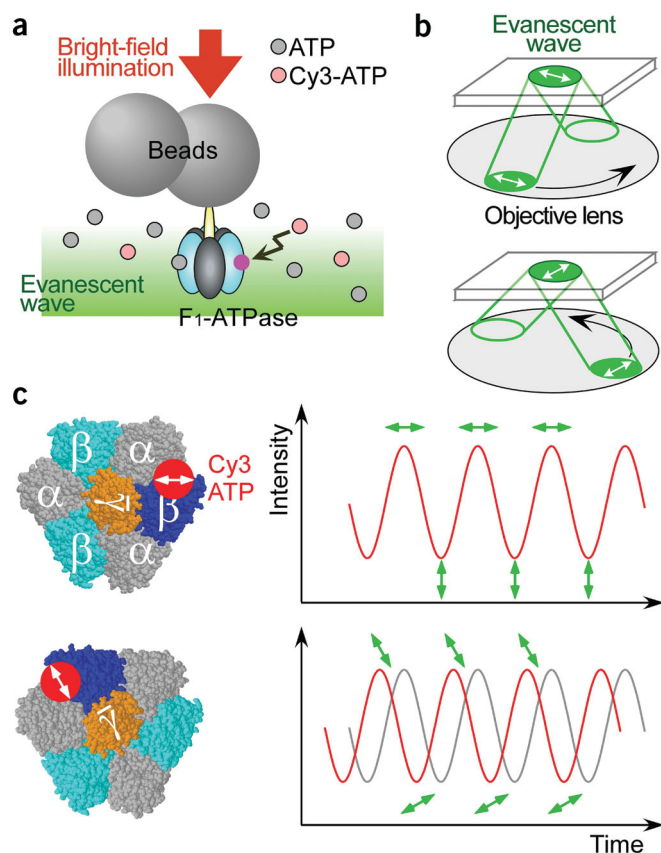 a
Bright-field
illumination
ATP
Cy3-ATP
Beads
Evanescent
wave
F₁-ATPase
b
Evanescent
wave
Objective lens
c
β
α
α
γ
β
β
α
Cy3
ATP
Intensity
γ
Time